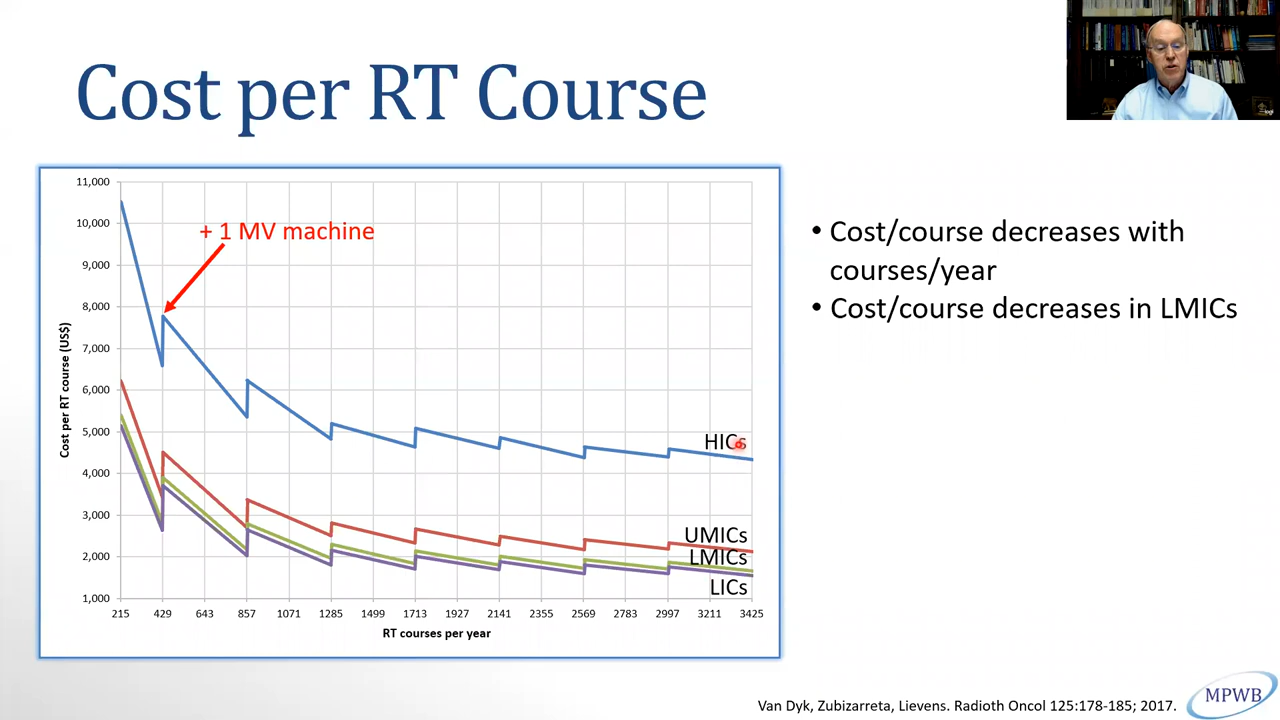 Cost per RT Course
11,000
10,000
9,000
8,000
7,000
6,000
5,000
4,000
3,000
2,000
1,000
Cost per RT course (US$)
+ 1 MV machine
HICs
UMICs
LMICs
LICs
215 429 643 857 1071 1285 1499 1713 1927 2141 2355 2569 2783 2997 3211 3425
RT courses per year
• Cost/course decreases with
courses/year
• Cost/course decreases in LMICs
Van Dyk, Zubizarreta, Lievens. Radioth Oncol 125:178-185; 2017.
MPWB